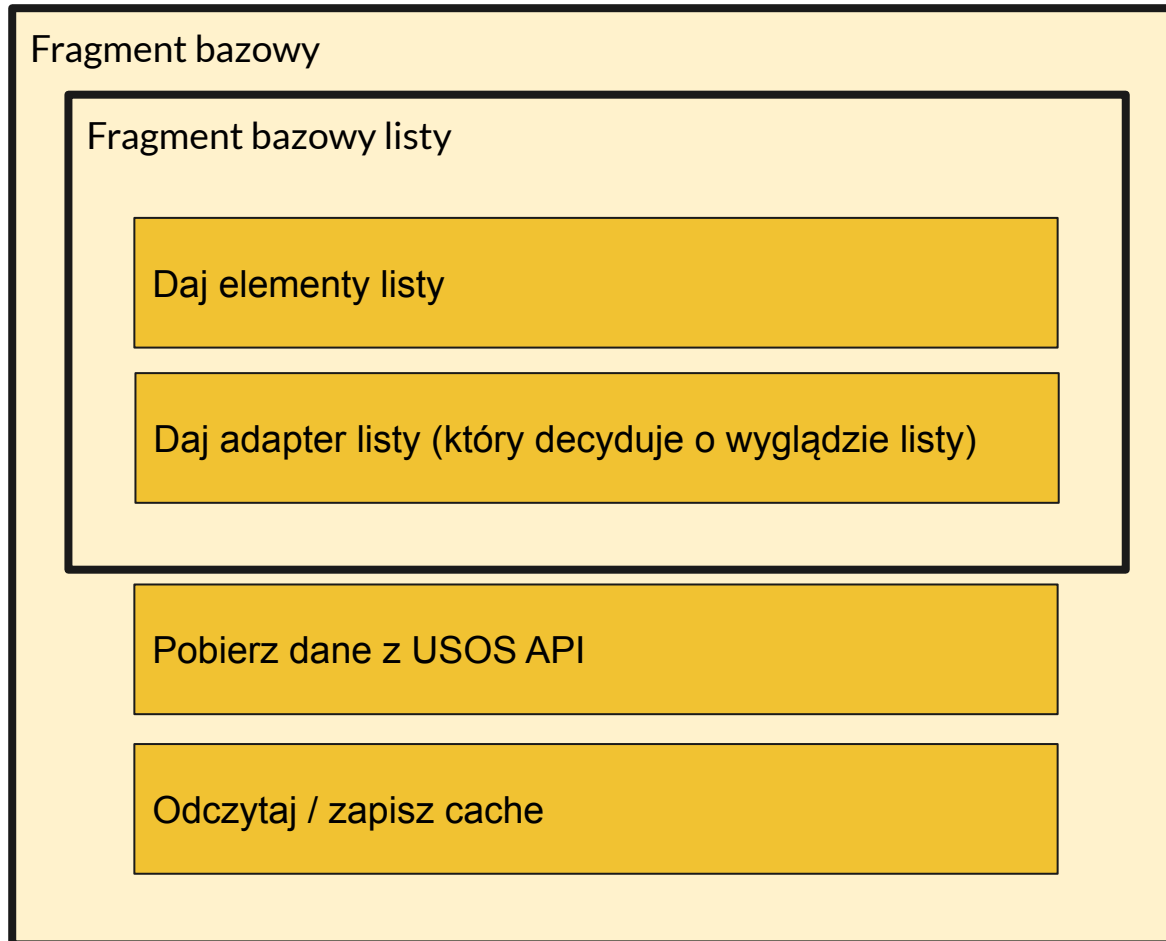 Fragment bazowy
Fragment bazowy listy
Daj elementy listy
Daj adapter listy (który decyduje o wyglądzie listy)
Pobierz dane z USOS API
Odczytaj / zapisz cache